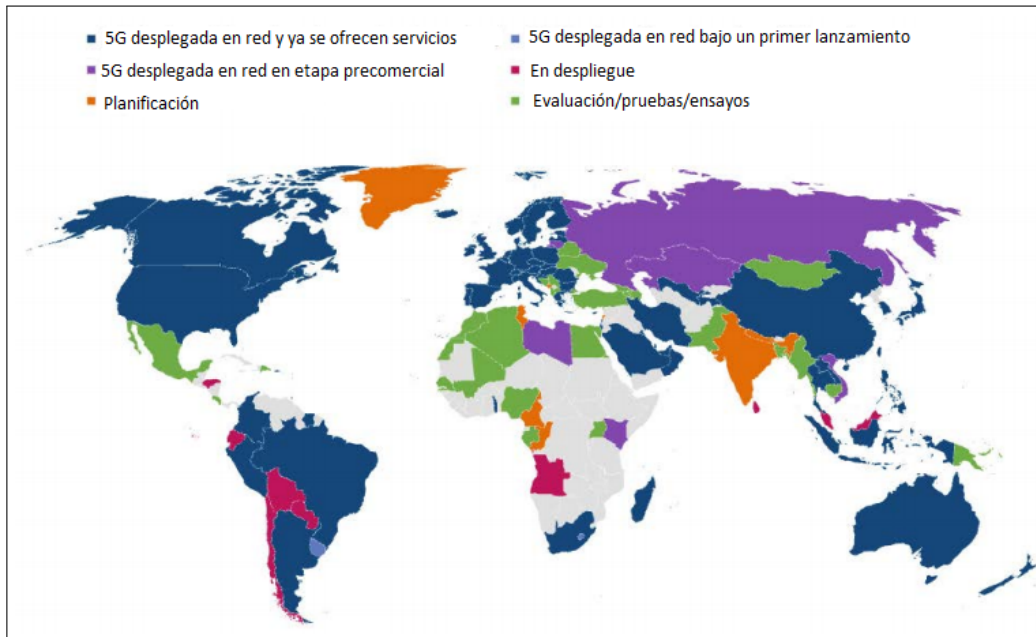 5G desplegada en red y ya se ofrecen servicios
5G desplegada en red bajo un primer lanzamiento
5G desplegada en red en etapa precomercial
En despliegue
Planificación
Evaluación/pruebas/ensayos